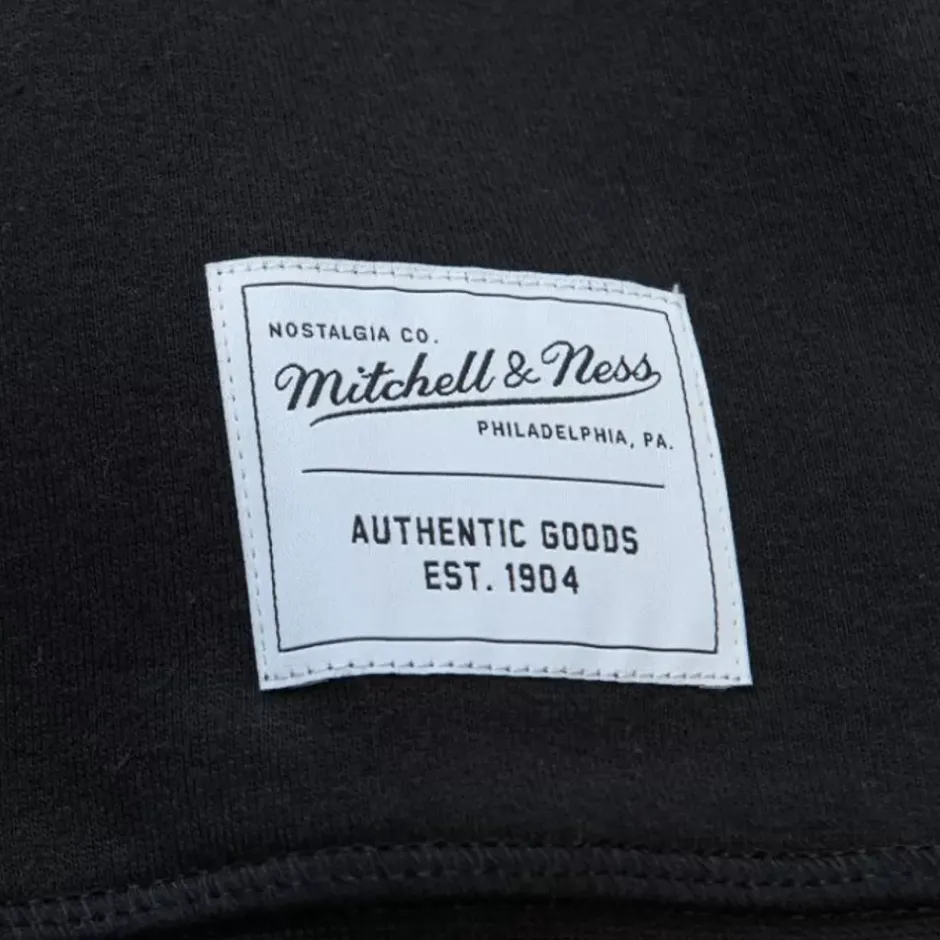 NOSTALGIA CO.
Mitchell & Ness
PHILADELPHIA, PA.
AUTHENTIC GOODS
EST. 1904